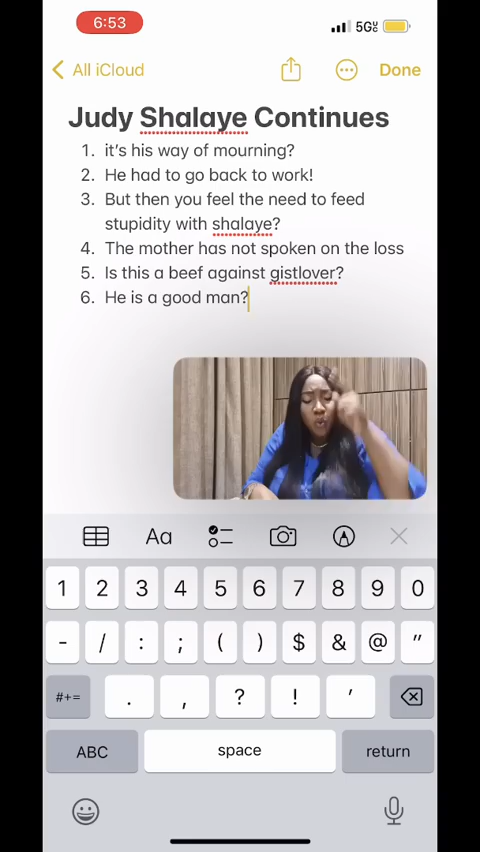 6:53
5G
All iCloud
Done
Judy Shalaye Continues
1. it's his way of mourning?
2. He had to go back to work!
3. But then you feel the need to feed
stupidity with shalaye?
4. The mother has not spoken on the loss
5. Is this a beef against gistlover?
6. He is a good man?
Aa
1 2 3 4 5 6 7 8 9 0
- / : ; ( ) $ & @ "
#+= . , ? ! ' 
ABC space return